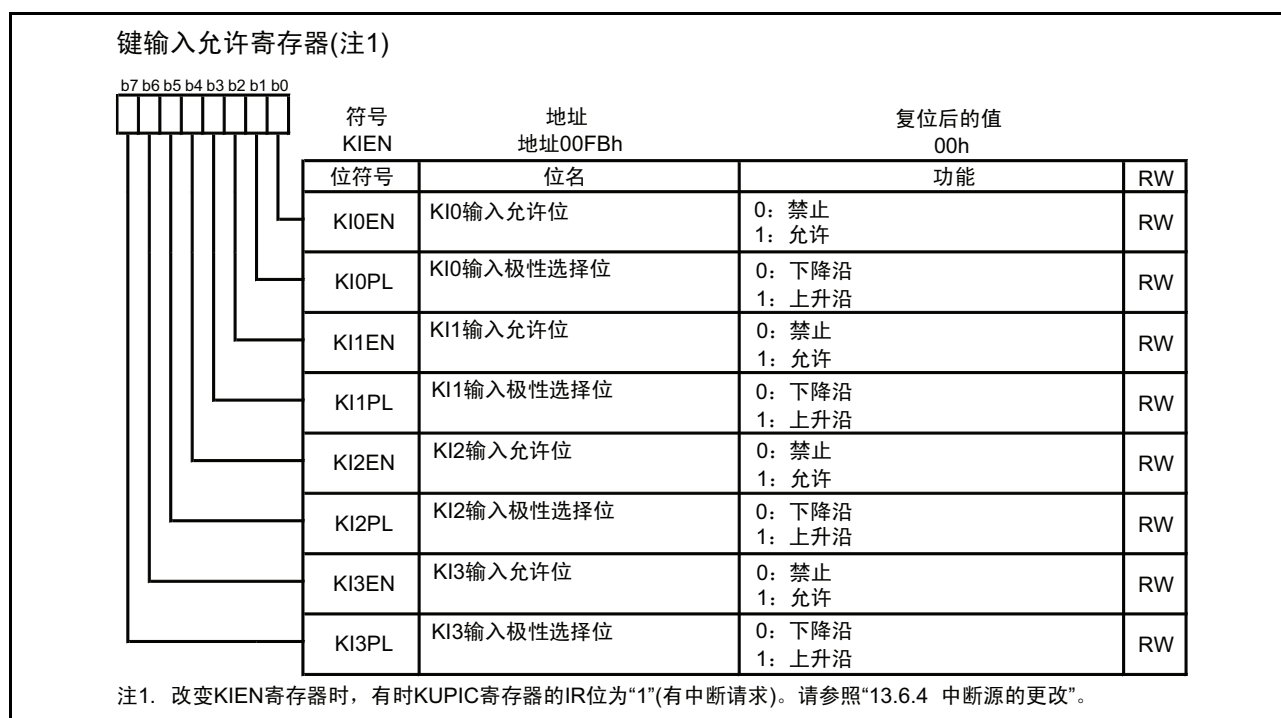 键输入允许寄存器(注1)
b7 b6 b5 b4 b3 b2 b1 b0
符号 地址 复位后的值
KIEN 地址00FBh 00h
位符号 位名 功能 RW
KI0EN KI0输入允许位 0：禁止 RW
1：允许
KI0PL KI0输入极性选择位 0：下降沿 RW
1：上升沿
KI1EN KI1输入允许位 0：禁止 RW
1：允许
KI1PL KI1输入极性选择位 0：下降沿 RW
1：上升沿
KI2EN KI2输入允许位 0：禁止 RW
1：允许
KI2PL KI2输入极性选择位 0：下降沿 RW
1：上升沿
KI3EN KI3输入允许位 0：禁止 RW
1：允许
KI3PL KI3输入极性选择位 0：下降沿 RW
1：上升沿
注1. 改变KIEN寄存器时，有时KUPIC寄存器的IR位为“1”(有中断请求)。请参照“13.6.4 中断源的更改”。